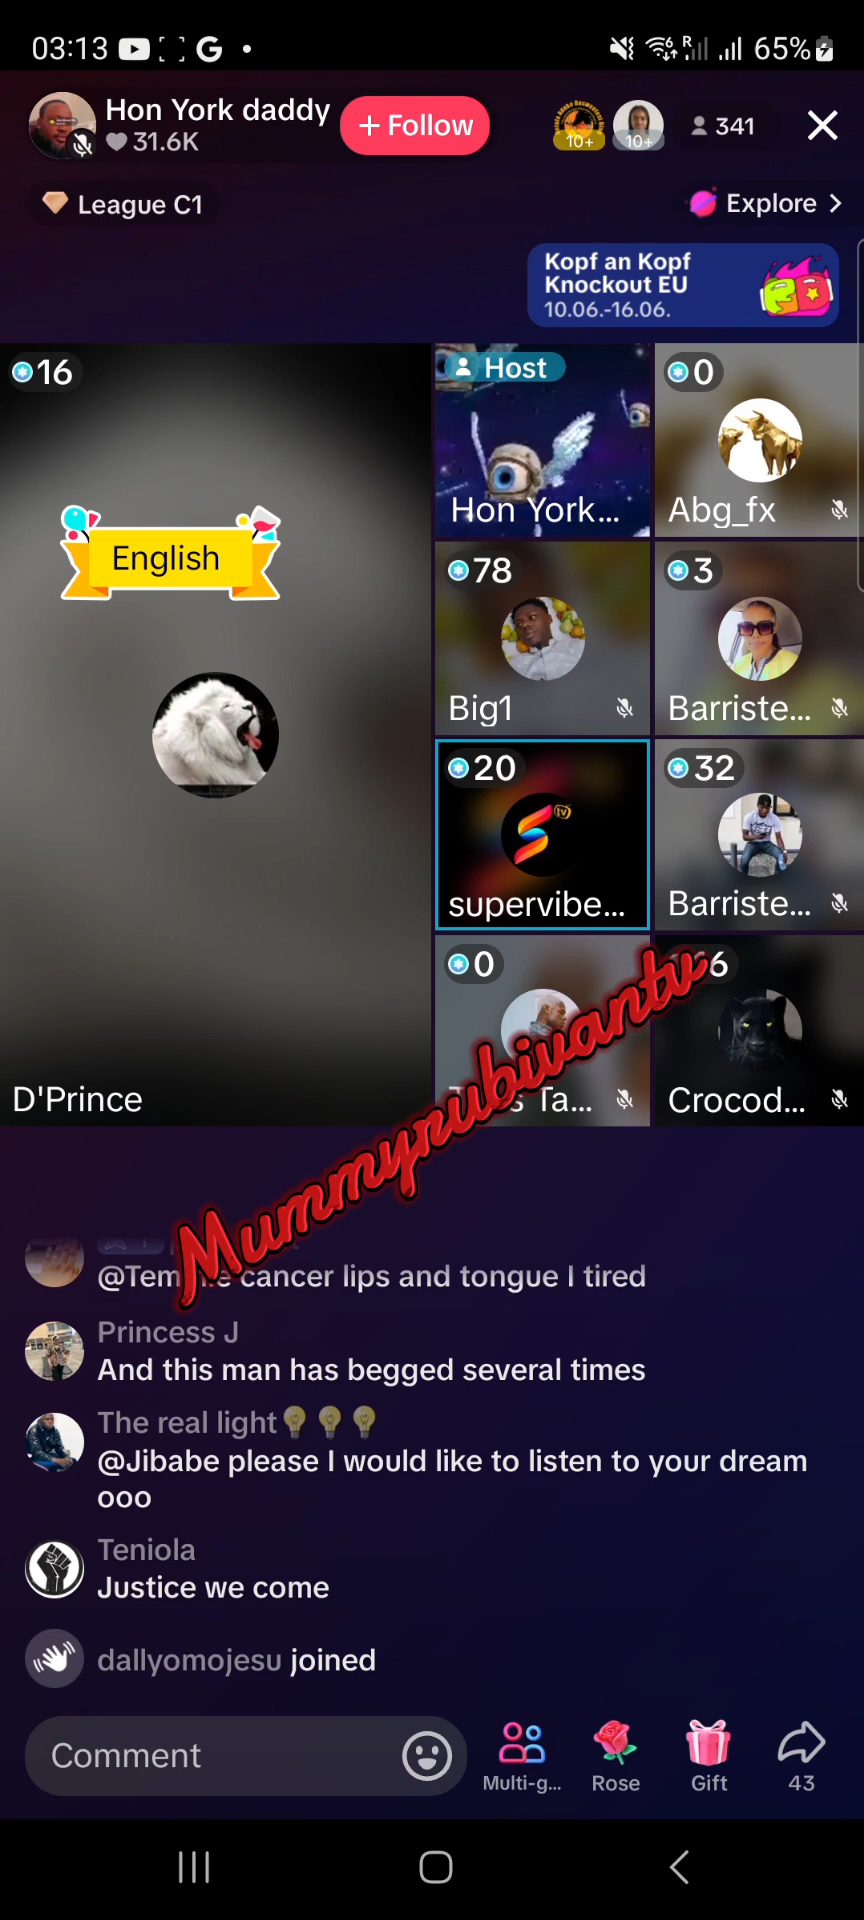 03:13
65%
Hon York daddy
31.6K
+ Follow
10+
10+
341
League C1
Explore
Kopf an Kopf
Knockout EU
10.06.-16.06.
16
Host
Hon York...
0
Abg_fx
English
78
Big1
3
Barriste...
20
tv
supervibe...
32
Barriste...
0
Ta...
Crocod...
D'Prince
Mummyrubivantv
cancer lips and tongue I tired
Princess J
And this man has begged several times
The real light
@Jibabe please I would like to listen to your dream
ooo
Teniola
Justice we come
dallyomojesu joined
Comment
Multi-g...
Rose
Gift
43